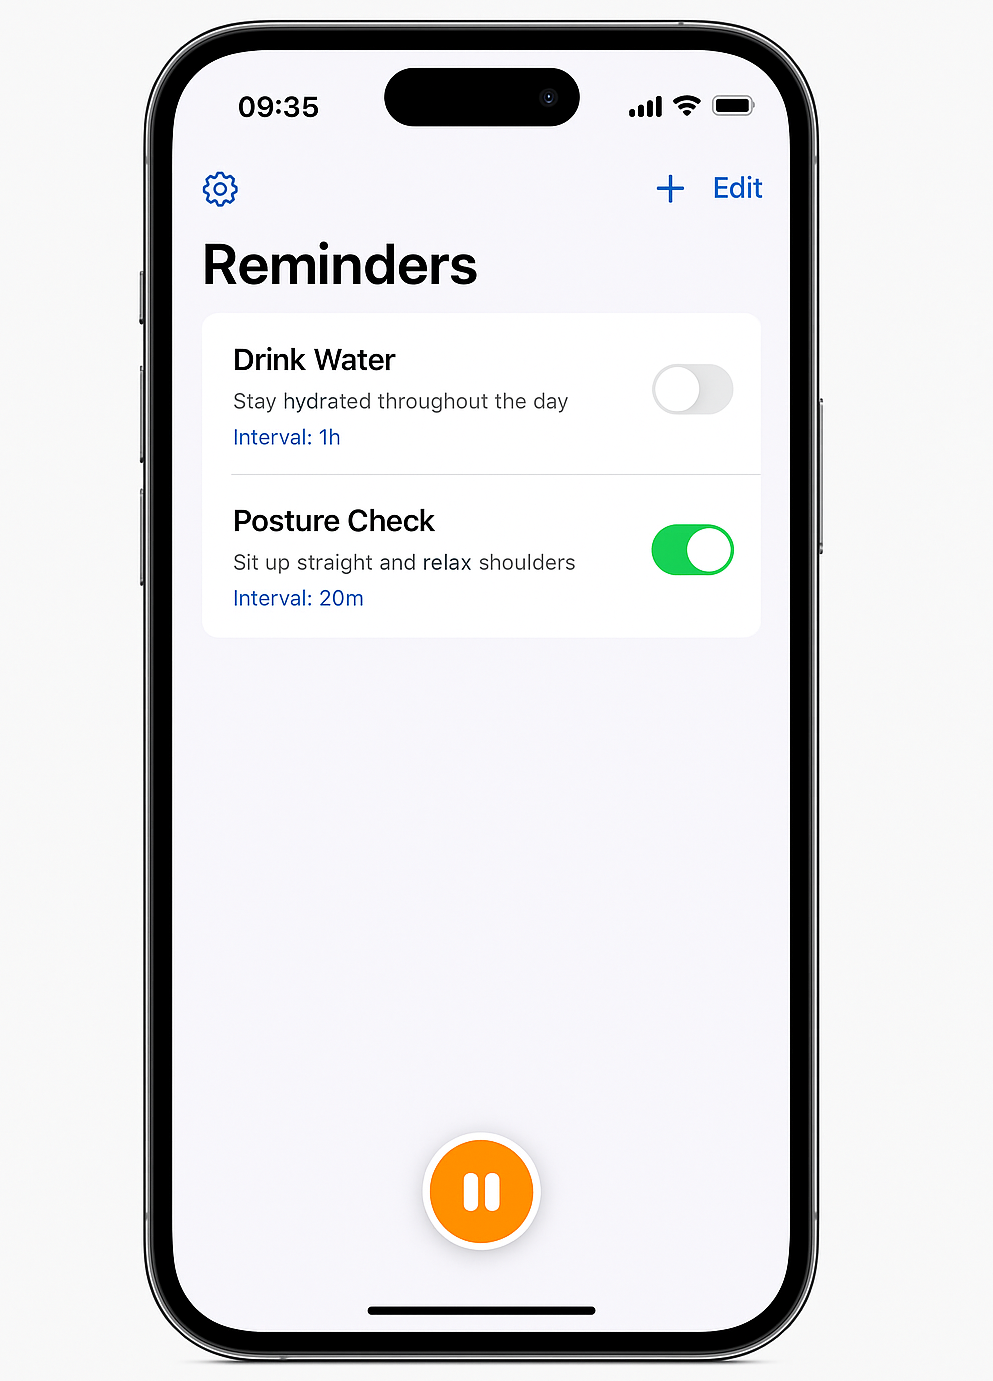 09:35
Edit
Reminders
Drink Water
Stay hydrated throughout the day
Interval: 1h
Posture Check
Sit up straight and relax shoulders
Interval: 20m